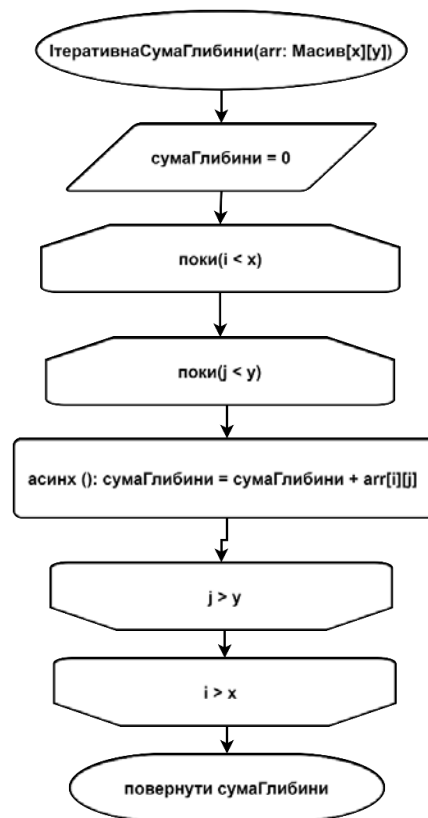 ІтеративнаСумаГлибини(arr: Масив[x][y])
сумаГлибини = 0
поки(i < x)
поки(j < y)
асинх (): сумаГлибини = сумаГлибини + arr[i][j]
j > y
i > x
повернути сумаГлибини